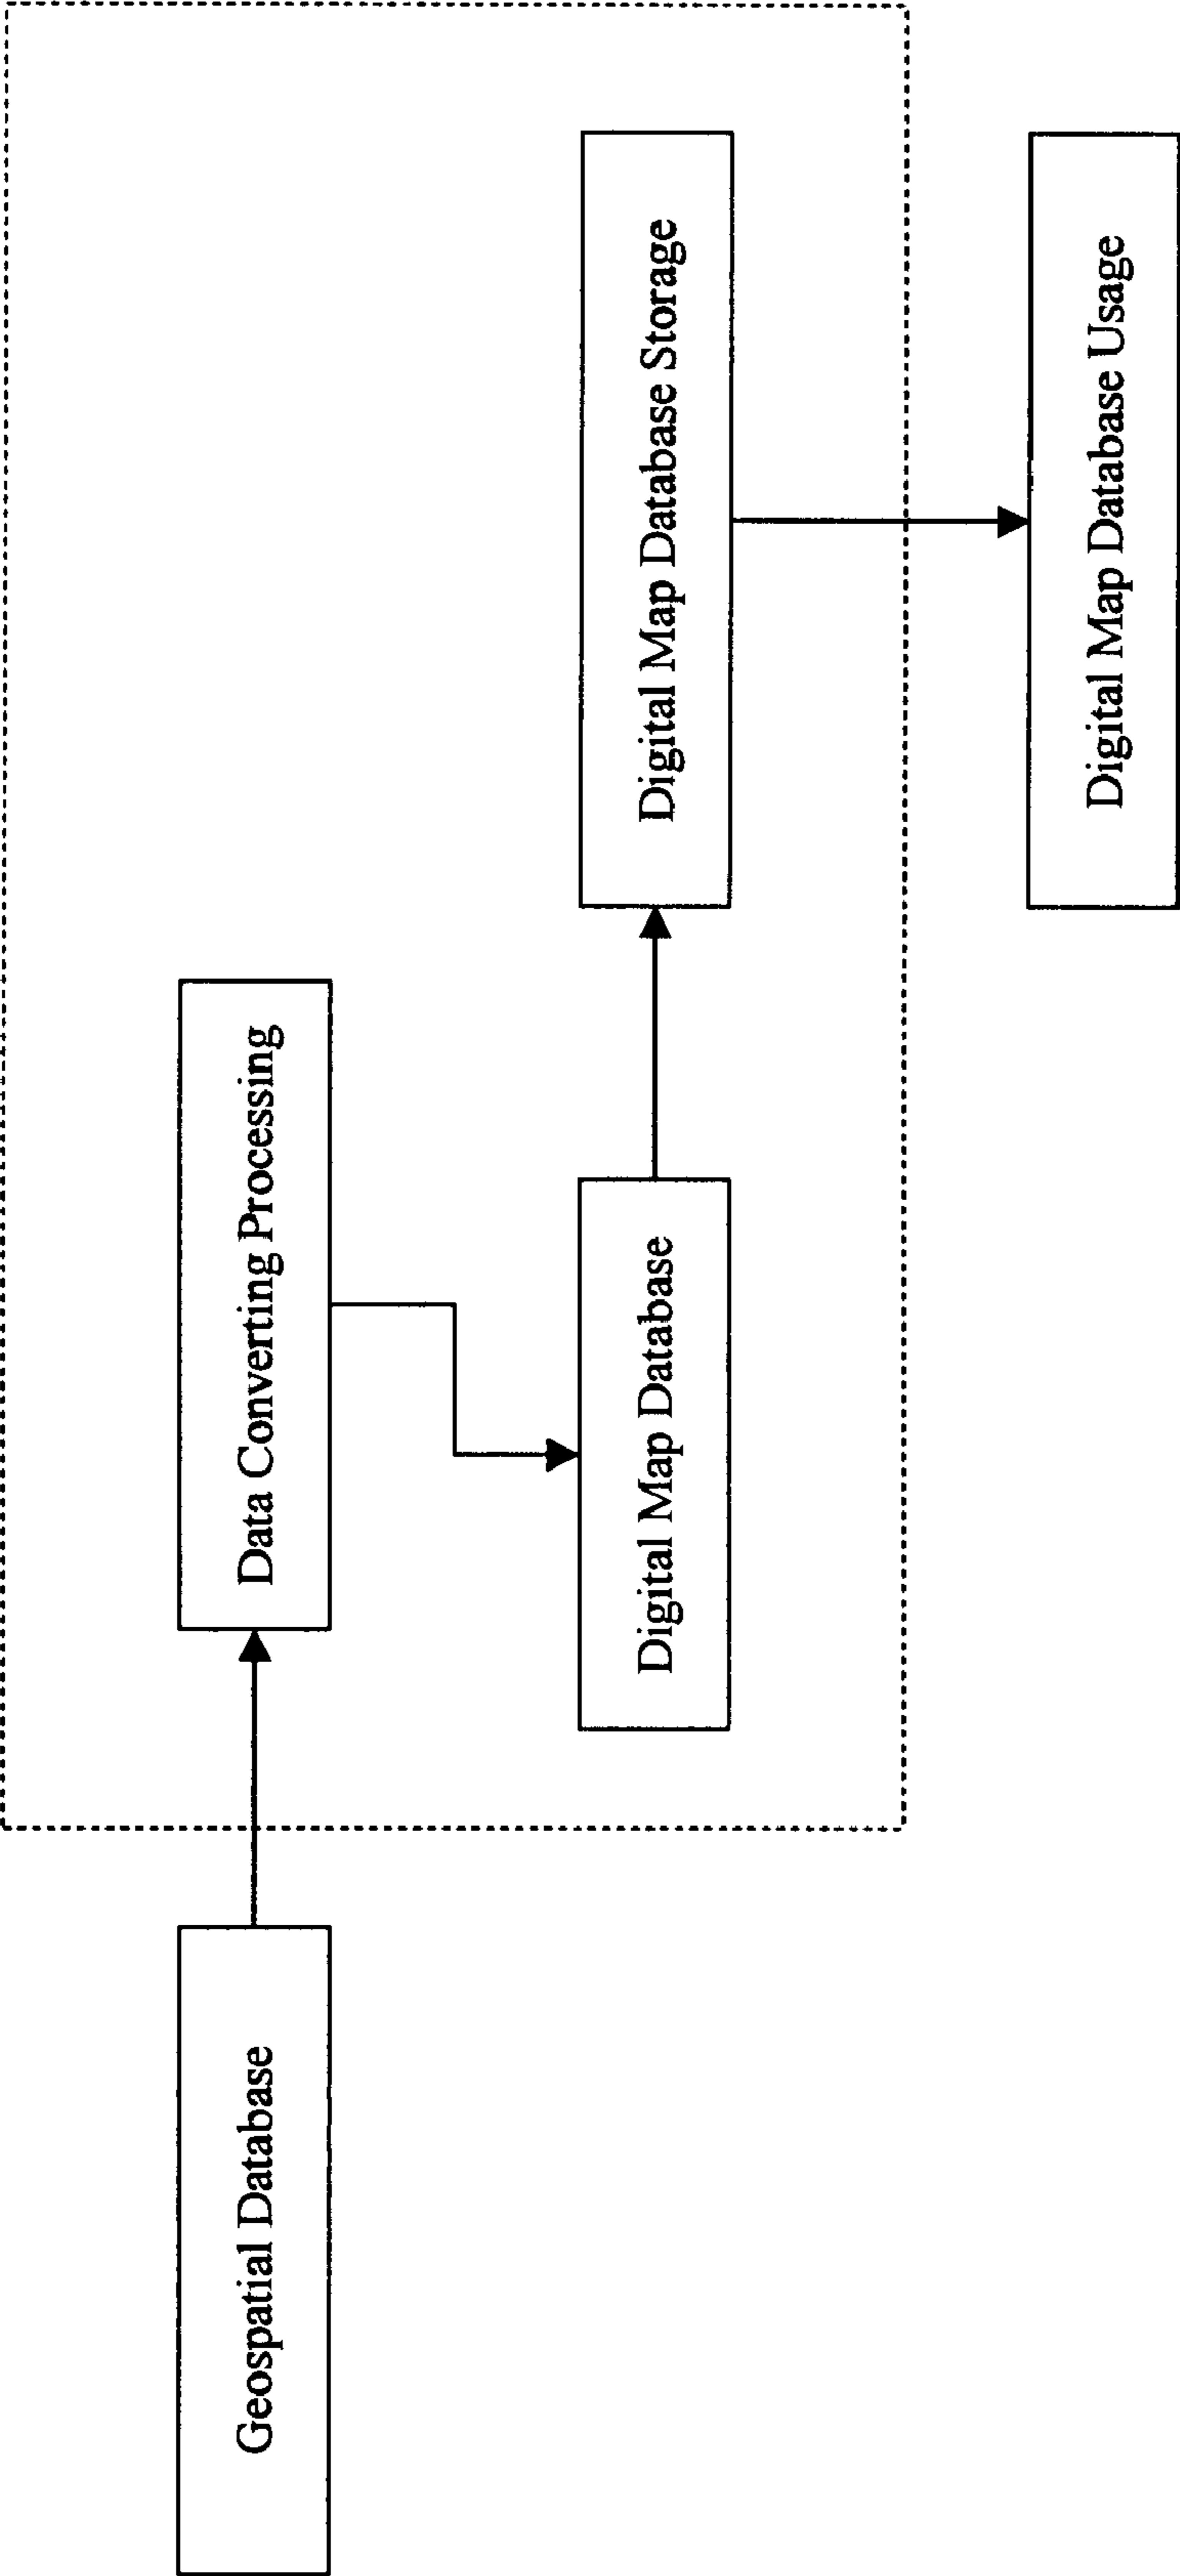 Geospatial Database
Data Converting Processing
Digital Map Database
Digital Map Database Storage
Digital Map Database Usage